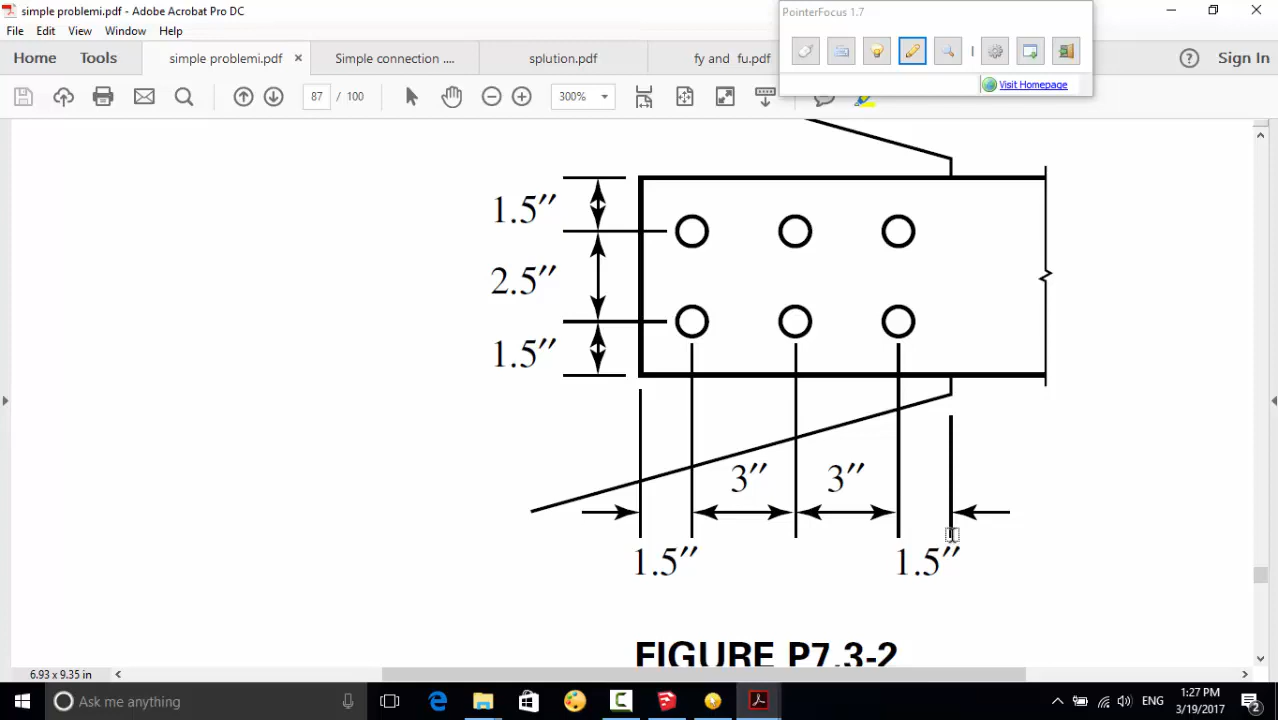 simple problemi.pdf - Adobe Acrobat Pro DC
PointerFocus 1.7
File Edit View Window Help
Home Tools simple problemi.pdf × Simple connection .... splution.pdf fy and fu.pdf Sign In
Visit Homepage
87 / 100 300%
1.5″
2.5″
1.5″
3″ 3″
1.5″ 1.5″
FIGURE P7.3-2
6.93 x 9.35 in
Ask me anything
ENG
1:27 PM
3/19/2017
2